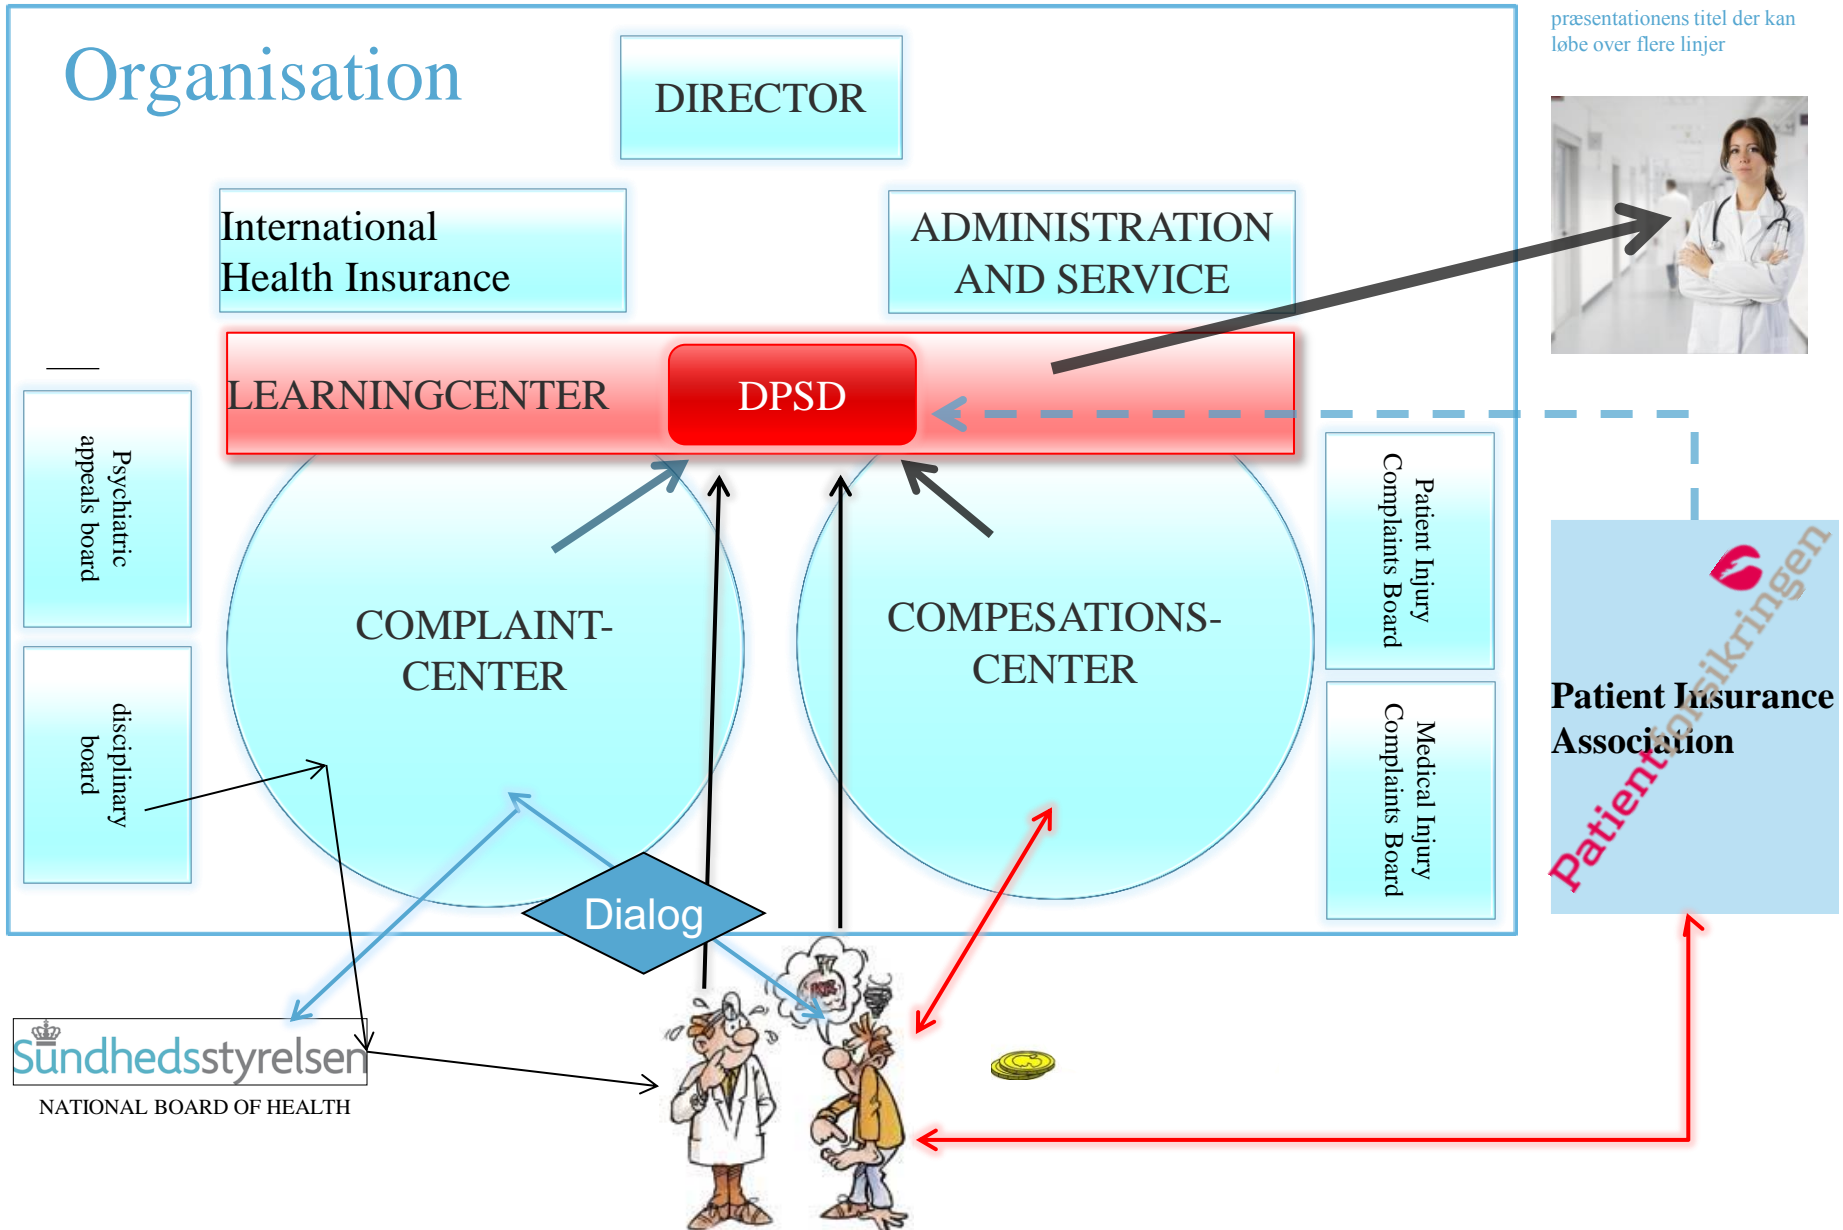 præsentationens titel der kan
løbe over flere linjer
Organisation
DIRECTOR
International
Health Insurance
ADMINISTRATION
AND SERVICE
LEARNINGCENTER
DPSD
Psychiatric
appeals board
disciplinary
board
COMPLAINT-
CENTER
COMPESATIONS-
CENTER
Patient Injury
Complaints Board
Medical Injury
Complaints Board
Patientforsikringen
Patient Insurance
Association
Dialog
Sundhedsstyrelsen
NATIONAL BOARD OF HEALTH